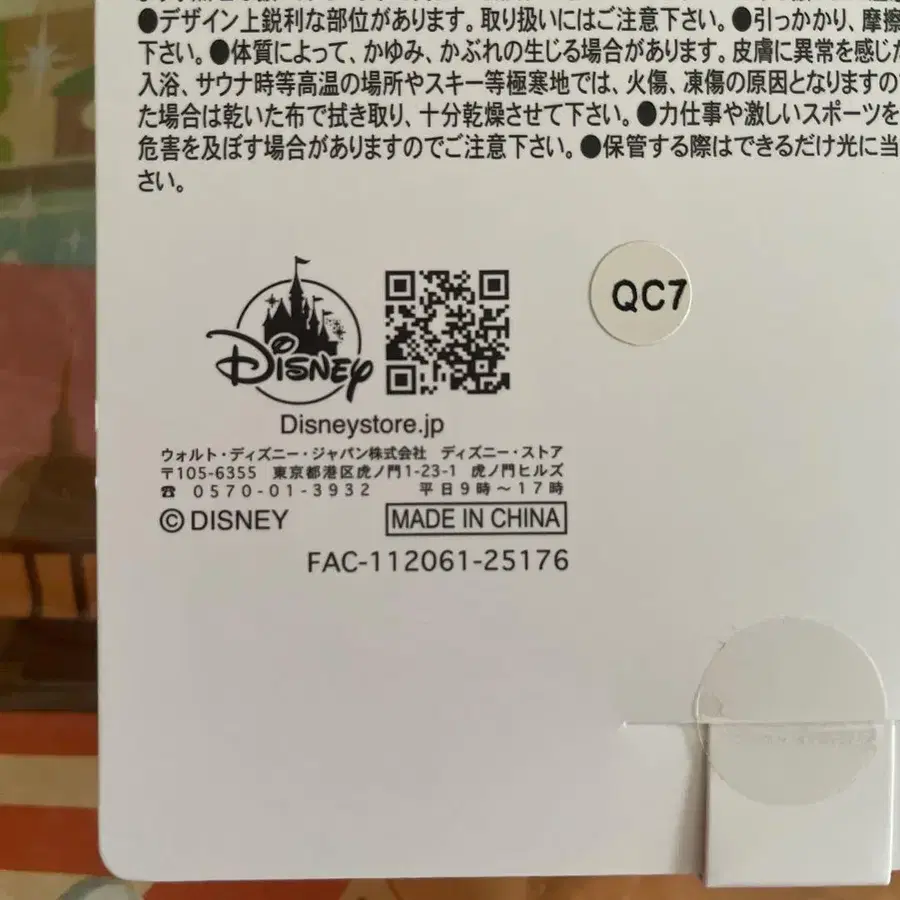 ●デザイン上鋭利な部位があります。取り扱いにはご注意下さい。●引っかかり、摩擦
下さい。●体質によって、かゆみ、かぶれの生じる場合があります。皮膚に異常を感じた
入浴、サウナ時等高温の場所やスキー等極寒地では、火傷、凍傷の原因となりますので
た場合は乾いた布で拭き取り、十分乾燥させて下さい。●力仕事や激しいスポーツを
危害を及ぼす場合がありますのでご注意下さい。●保管する際はできるだけ光に当
さい。
QC7
Disney
Disneystore.jp
ウォルト・ディズニー・ジャパン株式会社 ディズニー・ストア
〒105-6355 東京都港区虎ノ門1-23-1 虎ノ門ヒルズ
☎ 0570-01-3932 平日9時~17時
© DISNEY MADE IN CHINA
FAC-112061-25176